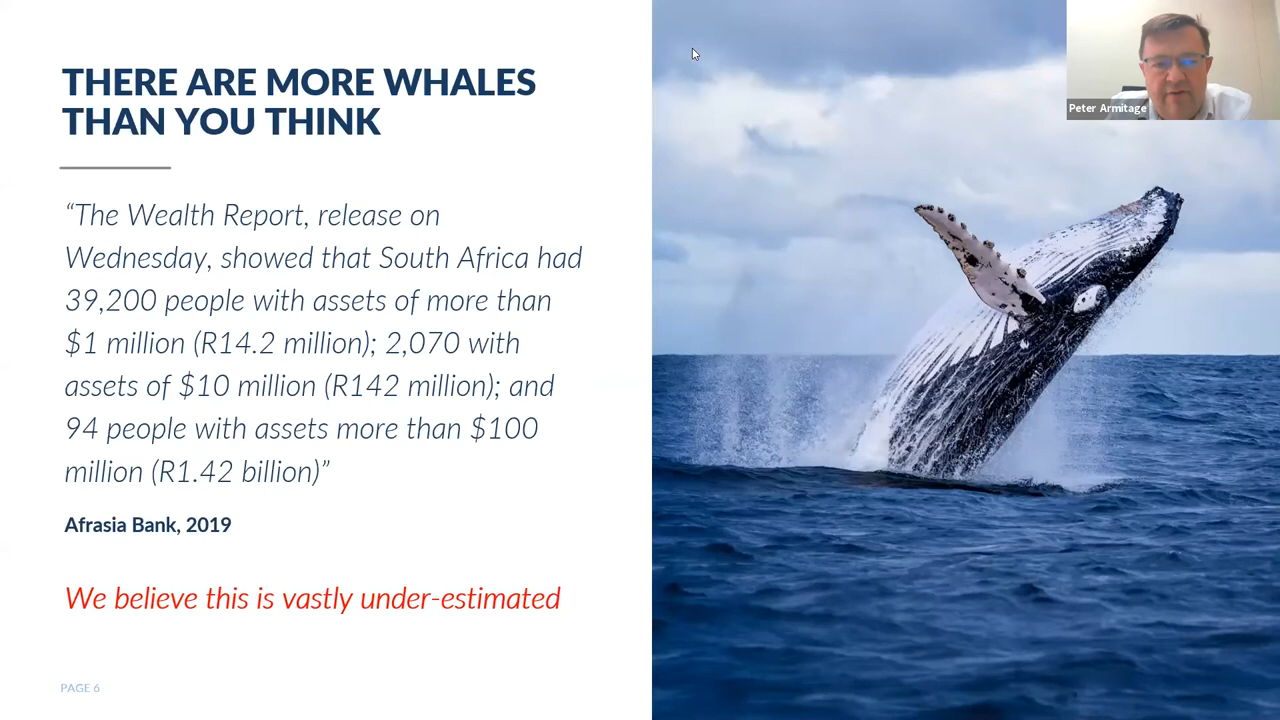 THERE ARE MORE WHALES
THAN YOU THINK
“The Wealth Report, release on
Wednesday, showed that South Africa had
39,200 people with assets of more than
$1 million (R14.2 million); 2,070 with
assets of $10 million (R142 million); and
94 people with assets more than $100
million (R1.42 billion)”
Afrasia Bank, 2019
We believe this is vastly under-estimated
PAGE 6
Peter Armitage